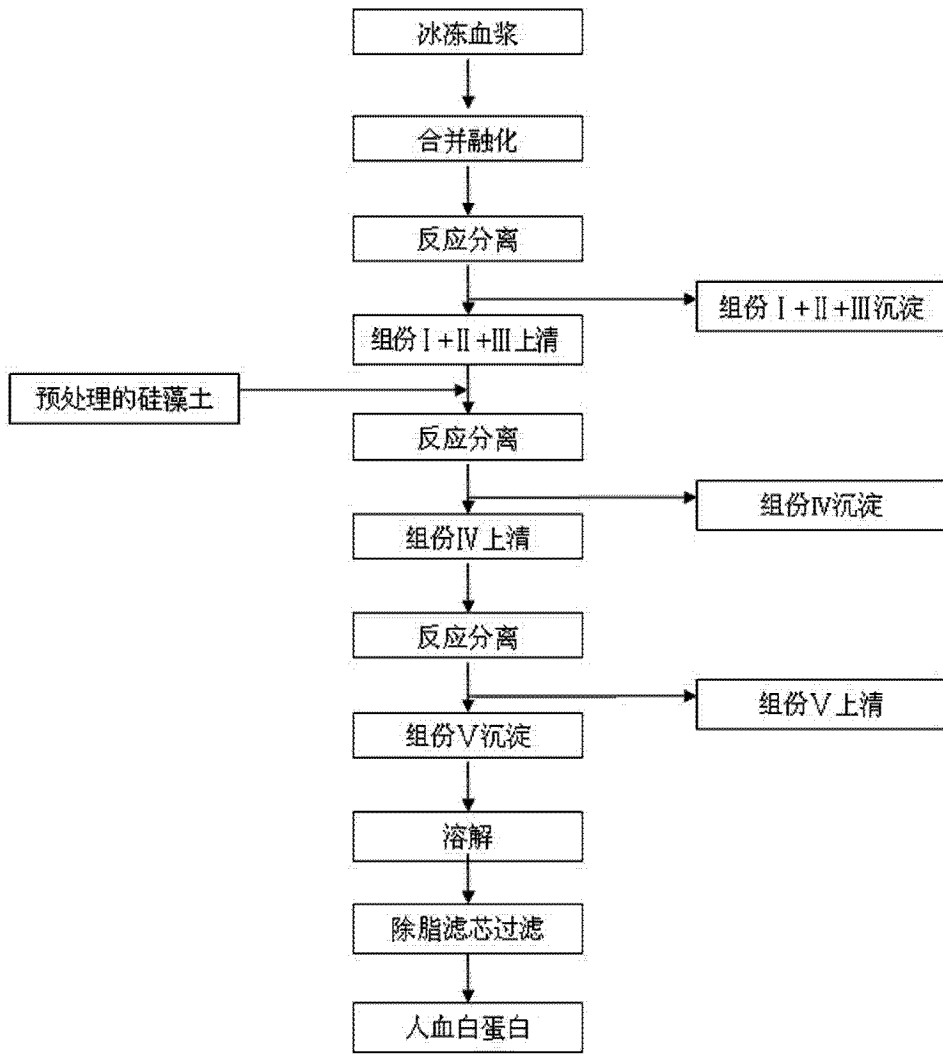 冰冻血浆
合并融化
反应分离
组份Ⅰ+Ⅱ+Ⅲ沉淀
组份Ⅰ+Ⅱ+Ⅲ上清
预处理的硅藻土
反应分离
组份Ⅳ沉淀
组份Ⅳ上清
反应分离
组份Ⅴ上清
组份Ⅴ沉淀
溶解
除脂滤芯过滤
人血白蛋白